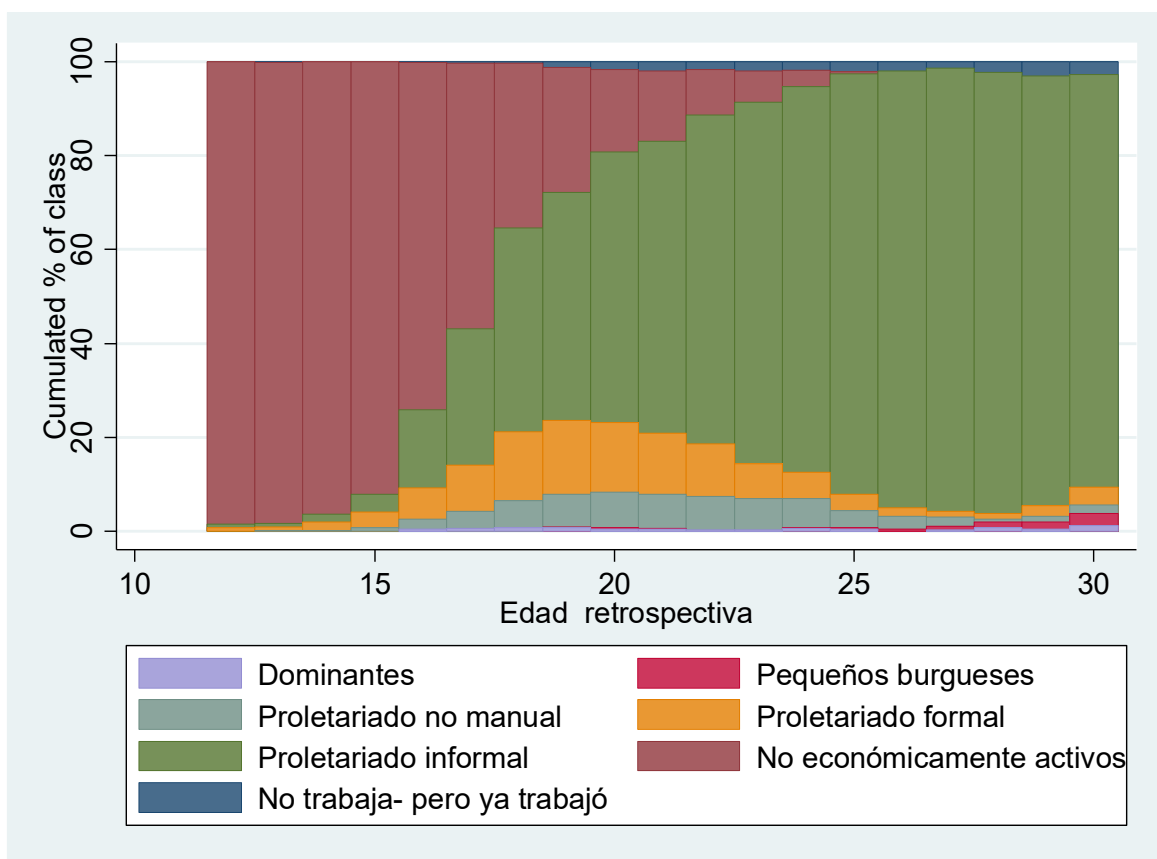 Cumulated % of class
100
80
60
40
20
0
10 15 20 25 30
Edad retrospectiva
Dominantes Pequeños burgueses
Proletariado no manual Proletariado formal
Proletariado informal No económicamente activos
No trabaja- pero ya trabajó